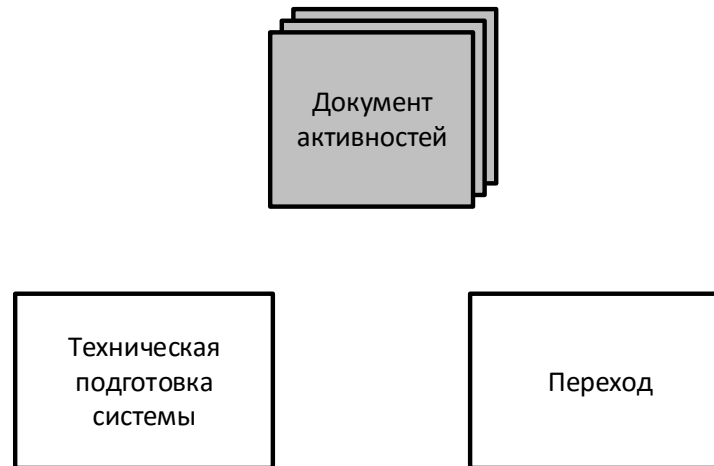 Документ
активностей
Техническая
подготовка
системы
Переход